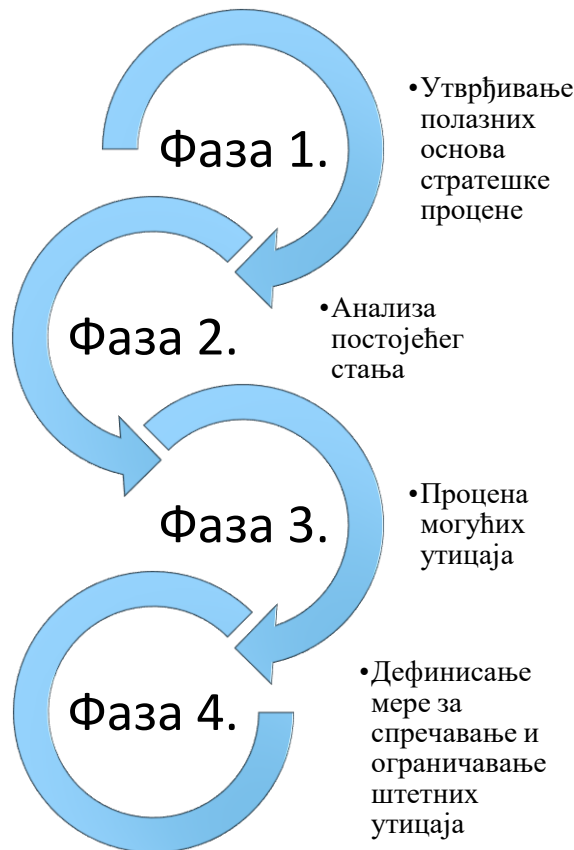 Фаза 1.
•Утврђивање
полазних
основа
стратешке
процене
Фаза 2.
•Анализа
постојећег
стања
Фаза 3.
•Процена
могућих
утицаја
Фаза 4.
•Дефинисање
мере за
спречавање и
ограничавање
штетних
утицаја